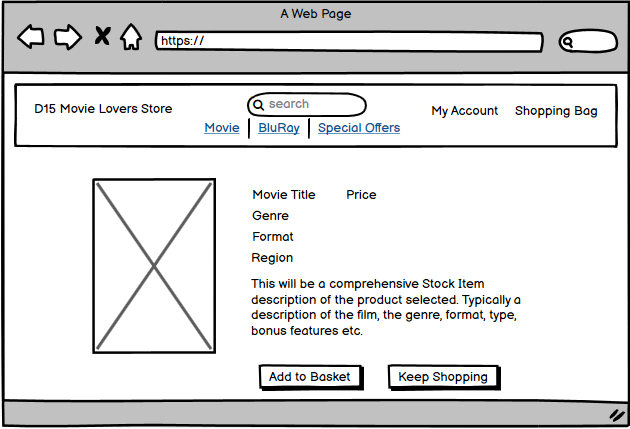 A Web Page
https://
D15 Movie Lovers Store
search
My Account
Shopping Bag
Movie
BluRay
Special Offers
Movie Title
Price
Genre
Format
Region
This will be a comprehensive Stock Item
description of the product selected. Typically a
description of the film, the genre, format, type,
bonus features etc.
Add to Basket
Keep Shopping